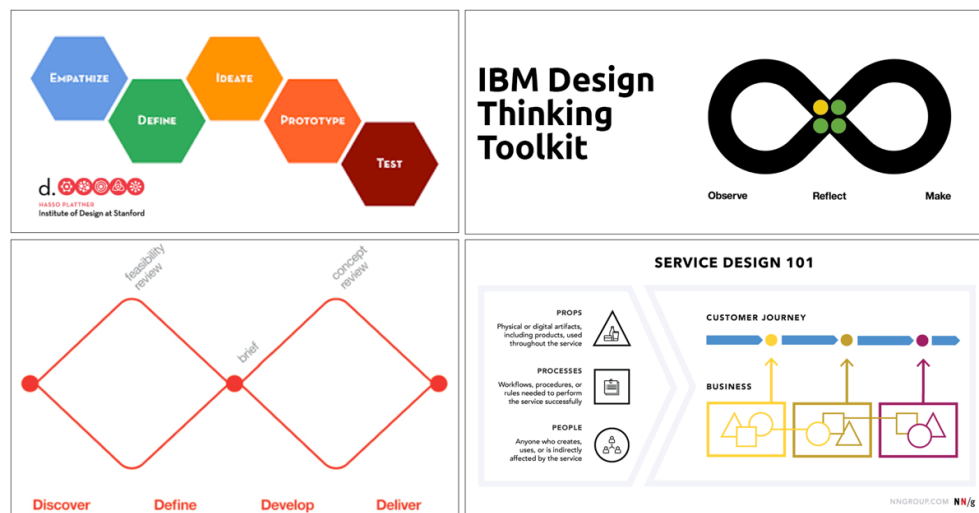 EMPATHIZE
DEFINE
IDEATE
PROTOTYPE
TEST
d.
HASSO PLATTNER
Institute of Design at Stanford
IBM Design
Thinking
Toolkit
Observe
Reflect
Make
feasibility
review
brief
concept
review
Discover
Define
Develop
Deliver
SERVICE DESIGN 101
PROPS
Physical or digital artifacts,
including products, used
throughout the service
PROCESSES
Workflows, procedures, or
rules needed to perform
the service successfully
PEOPLE
Anyone who creates,
uses, or is indirectly
affected by the service
CUSTOMER JOURNEY
BUSINESS
NNGROUP.COM NN/g